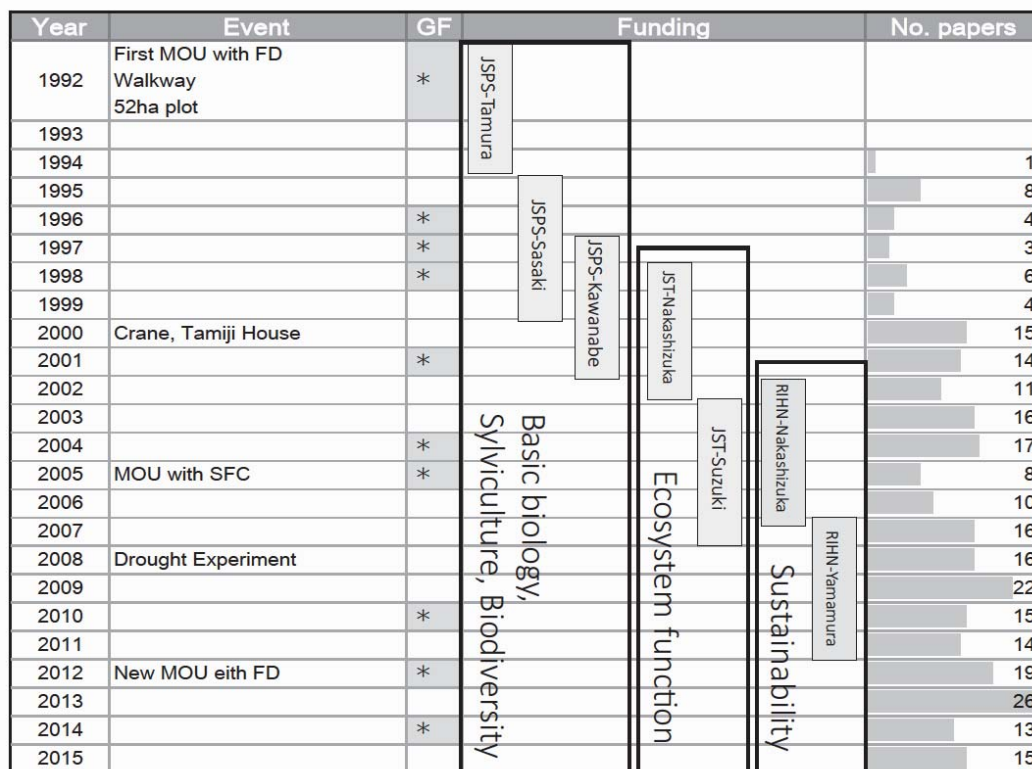 Year Event GF Funding No. papers
First MOU with FD
1992 Walkway *
52ha plot
1993
1994 1
1995 8
1996 * 4
1997 * 3
1998 * 6
1999 4
2000 Crane, Tamiji House 15
2001 * 14
2002 11
2003 16
2004 * 17
2005 MOU with SFC * 8
2006 10
2007 16
2008 Drought Experiment 16
2009 22
2010 * 15
2011 14
2012 New MOU eith FD * 19
2013 26
2014 * 13
2015 15
JSPS-Tamura
JSPS-Sasaki
JSPS-Kawanabe
JST-Nakashizuka
JST-Suzuki
RIHN-Nakashizuka
RIHN-Yamamura
Basic biology,
Sylviculture, Biodiversity
Ecosystem function
Sustainability